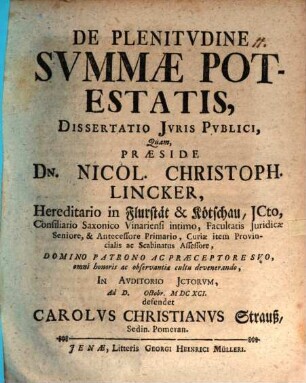 DE PLENITVDINE
SVMMÆ POT-
ESTATIS,
DISSERTATIO JVRIS PVBLICI,
Quam,
PRÆSIDE
DN. NICOL. CHRISTOPH.
LINCKER,
Hereditario in Flurstät & Kötschau, JCto,
Consiliario Saxonico Vinariensi intimo, Facultatis Juridicæ
Seniore, & Antecessore Primario, Curiæ item Provin-
cialis ac Scabinatus Assessore,
DOMINO PATRONO AC PRÆCEPTORE SVO,
omni honoris ac observantiæ cultu devenerando,
IN AVDITORIO JCTORVM,
Ad D. Octobr. M DC XCI.
defendet
CAROLVS CHRISTIANVS Strauß,
Sedin. Pomeran.
JENÆ, Litteris GEORGI HEINRICI MÜLLERI.